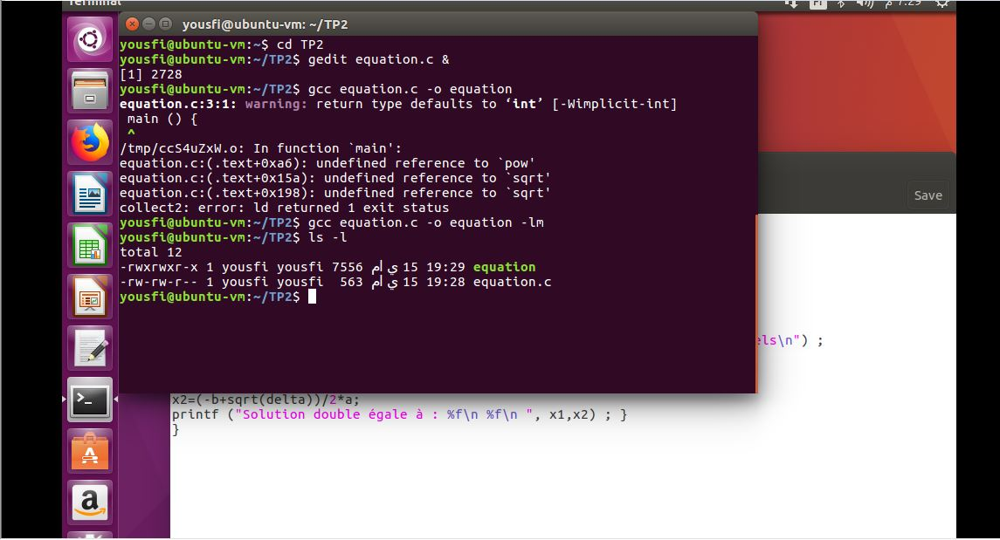 Terminal
7:29
yousfi@ubuntu-vm: ~/TP2
yousfi@ubuntu-vm:~$ cd TP2
yousfi@ubuntu-vm:~/TP2$ gedit equation.c &
[1] 2728
yousfi@ubuntu-vm:~/TP2$ gcc equation.c -o equation
equation.c:3:1: warning: return type defaults to ‘int’ [-Wimplicit-int]
main () {
^
/tmp/ccS4uZxW.o: In function `main':
equation.c:(.text+0xa6): undefined reference to `pow'
equation.c:(.text+0x15a): undefined reference to `sqrt'
equation.c:(.text+0x198): undefined reference to `sqrt'
collect2: error: ld returned 1 exit status
yousfi@ubuntu-vm:~/TP2$ gcc equation.c -o equation -lm
yousfi@ubuntu-vm:~/TP2$ ls -l
total 12
-rwxrwxr-x 1 yousfi yousfi 7556 15 19:29 equation
-rw-rw-r-- 1 yousfi yousfi 563 15 19:28 equation.c
yousfi@ubuntu-vm:~/TP2$
Save
els\n") ;
x2=(-b+sqrt(delta))/2*a;
printf ("Solution double égale à : %f\n %f\n ", x1,x2) ; }
}